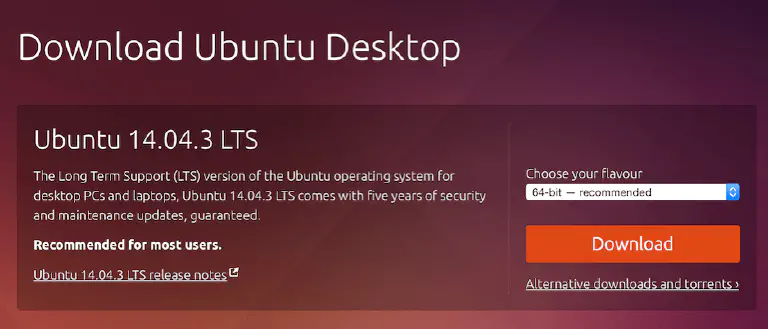 Download Ubuntu Desktop
Ubuntu 14.04.3 LTS
The Long Term Support (LTS) version of the Ubuntu operating system for
desktop PCs and laptops, Ubuntu 14.04.3 LTS comes with five years of security
and maintenance updates, guaranteed.
Recommended for most users.
Ubuntu 14.04.3 LTS release notes
Choose your flavour
64-bit — recommended
Download
Alternative downloads and torrents ›